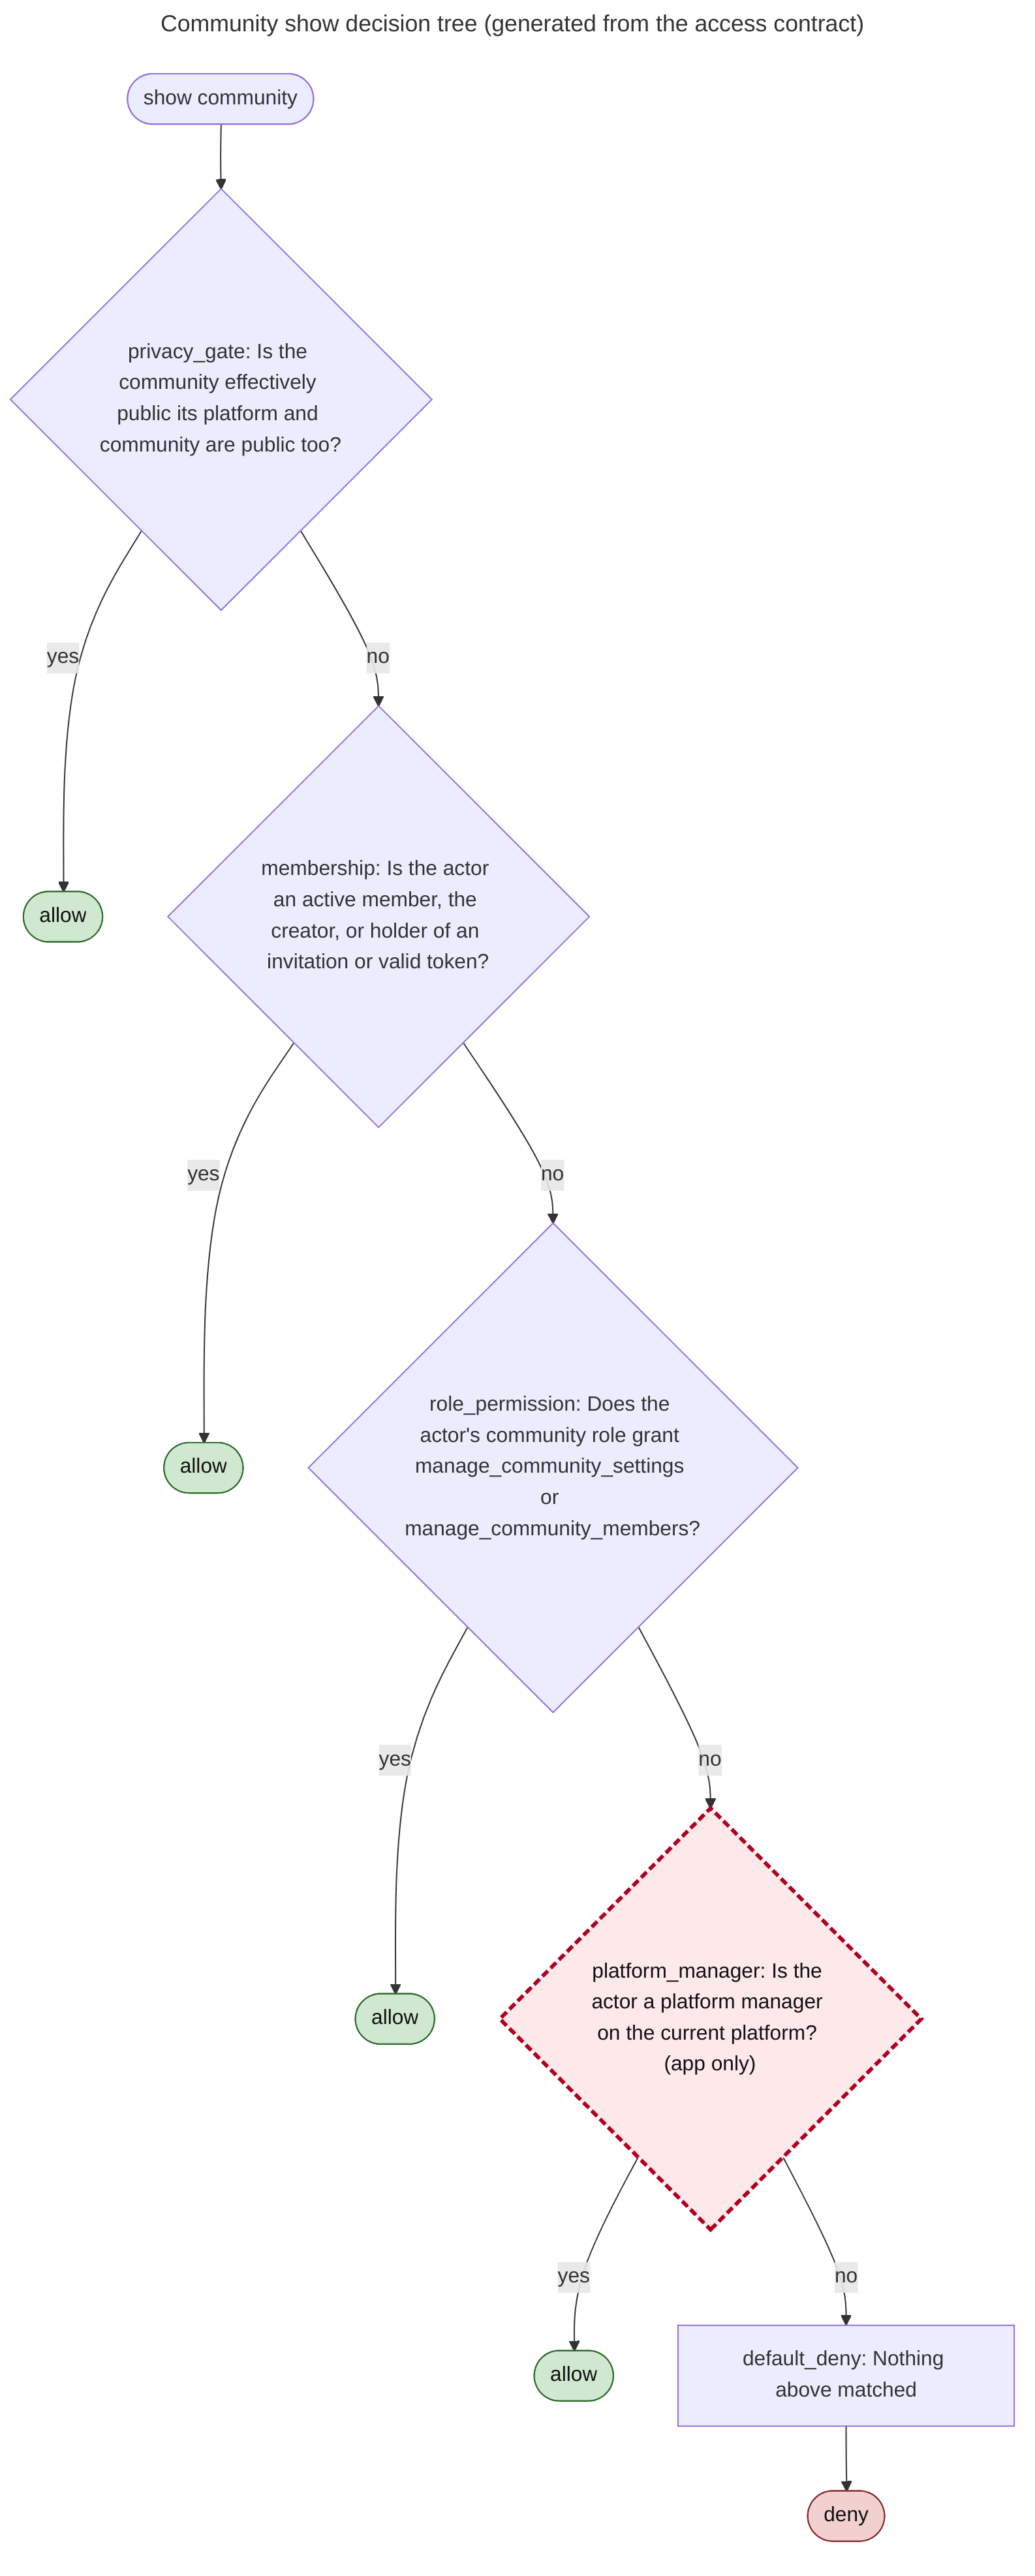 Community show decision tree (generated from the access contract)
show community
privacy_gate: Is the
community effectively
public its platform and
community are public too?
yes
no
allow
membership: Is the actor
an active member, the
creator, or holder of an
invitation or valid token?
yes
no
allow
role_permission: Does the
actor's community role grant
manage_community_settings
or
manage_community_members?
yes
no
allow
platform_manager: Is the
actor a platform manager
on the current platform?
(app only)
yes
no
allow
default_deny: Nothing
above matched
deny